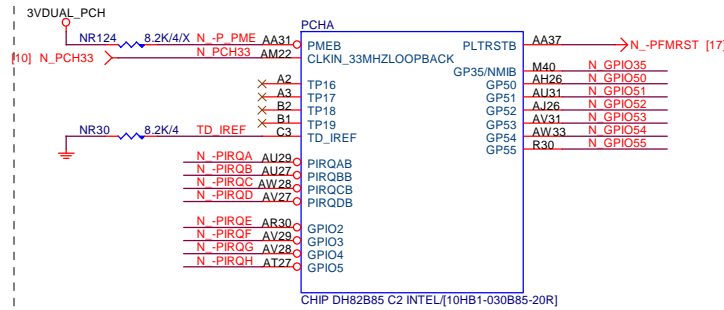 3VDUAL_PCH
PCHA
NR124 8.2K/4/X N_-P_PME AA31 PMEB PLTRSTB AA37 N_-PFMRST [17]
[10] N_PCH33 N_PCH33 AM22 CLKIN_33MHZLOOPBACK
GP35/NMIB M40 N_GPIO35
A2 TP16 GP50 AH26 N_GPIO50
A3 TP17 GP51 AU31 N_GPIO51
B2 TP18 GP52 AJ26 N_GPIO52
B1 TP19 GP53 AV31 N_GPIO53
NR30 8.2K/4 TD_IREF C3 TD_IREF GP54 AW33 N_GPIO54
GP55 R30 N_GPIO55
N_-PIRQA AU29 PIRQAB
N_-PIRQB AU27 PIRQBB
N_-PIRQC AW28 PIRQCB
N_-PIRQD AV27 PIRQDB
N_-PIRQE AR30 GPIO2
N_-PIRQF AV29 GPIO3
N_-PIRQG AV28 GPIO4
N_-PIRQH AT27 GPIO5
CHIP DH82B85 C2 INTEL/[10HB1-030B85-20R]